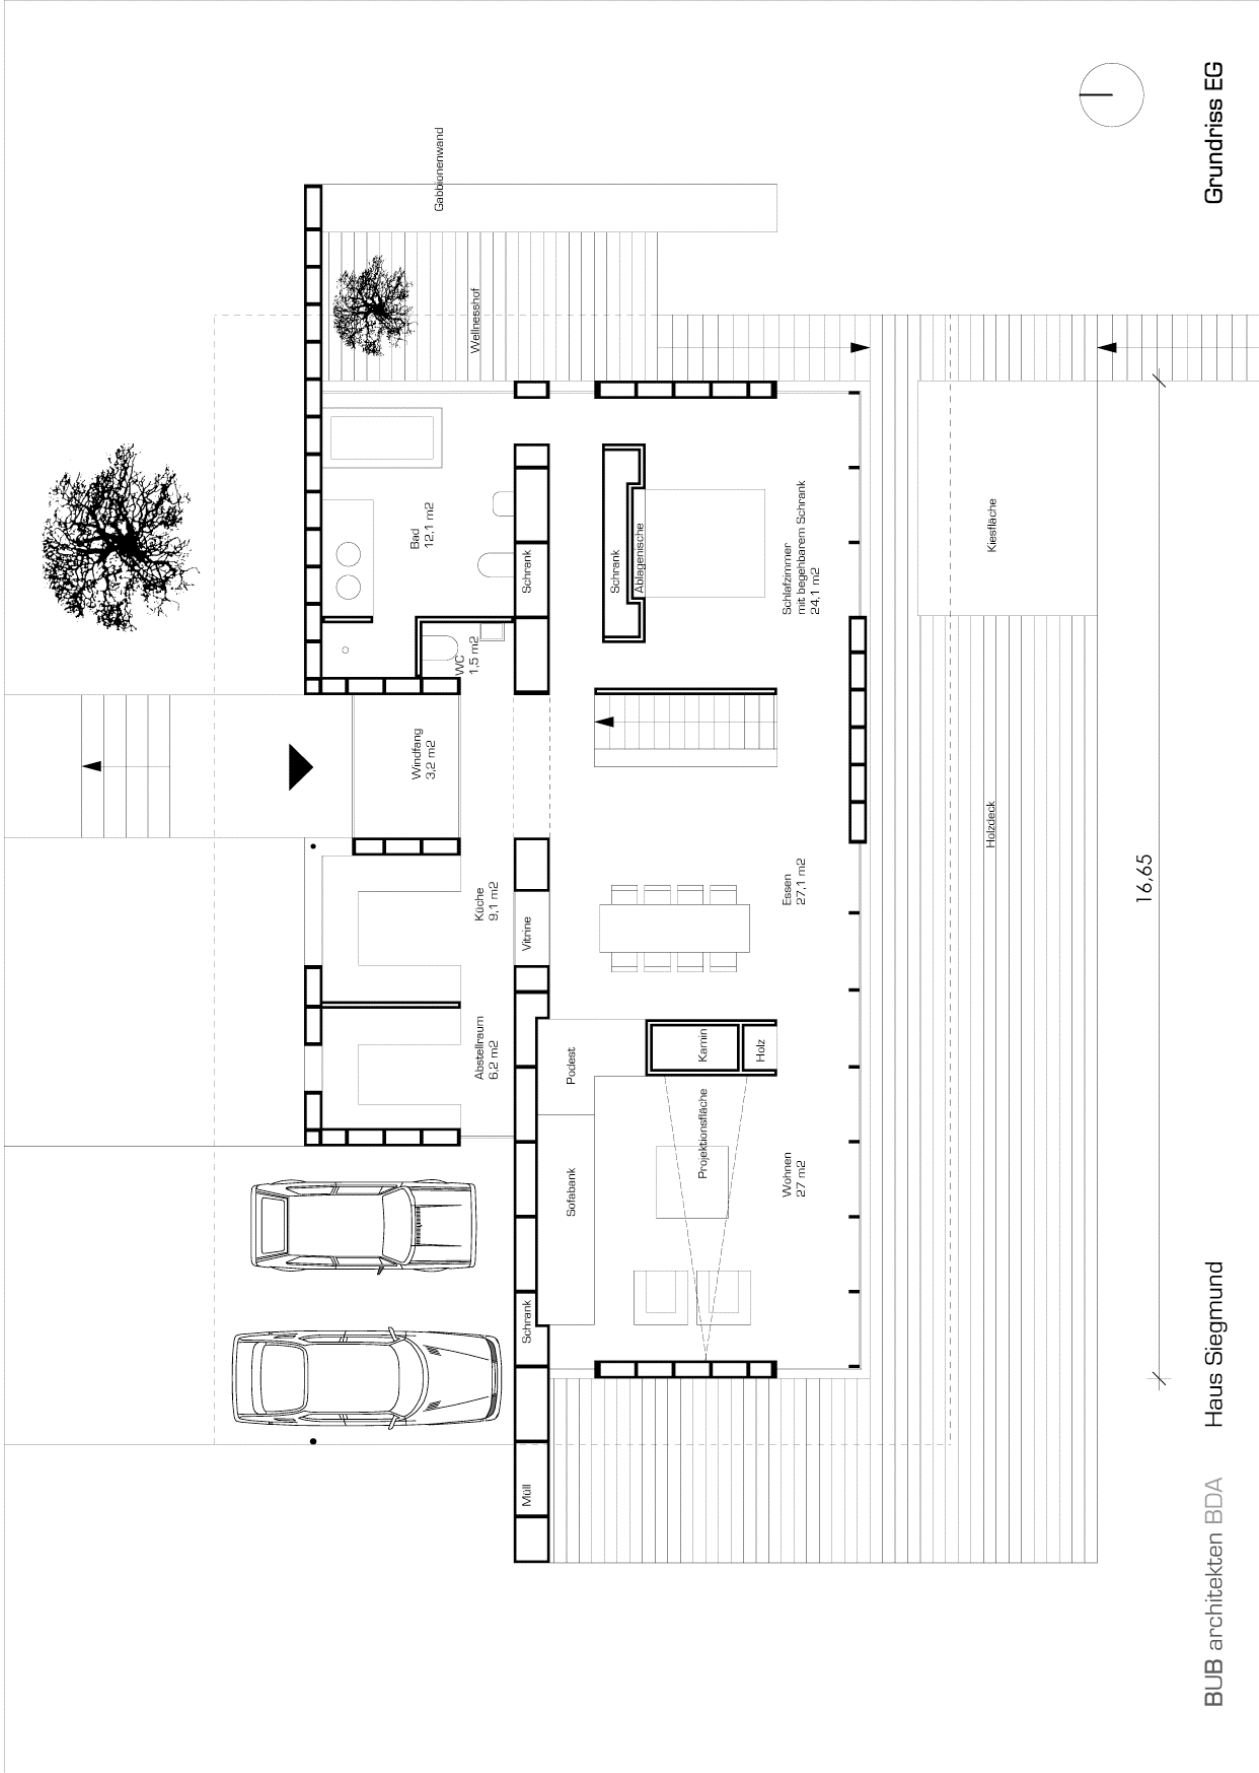 Gabbionenwand
Wellnesshof
Bad
12,1 m2
WC
1,5 m2
Windfang
3,2 m2
Küche
9,1 m2
Abstellraum
6,2 m2
Schrank
Vitrine
Schrank
Müll
Schrank
Ablagenische
Schlafzimmer
mit begehbarem Schrank
24,1 m2
Essen
27,1 m2
Podest
Kamin
Holz
Sofabank
Projektionsfläche
Wohnen
27 m2
Kiesfläche
Holzdeck
16,65
BUB architekten BDA
Haus Siegmund
Grundriss EG